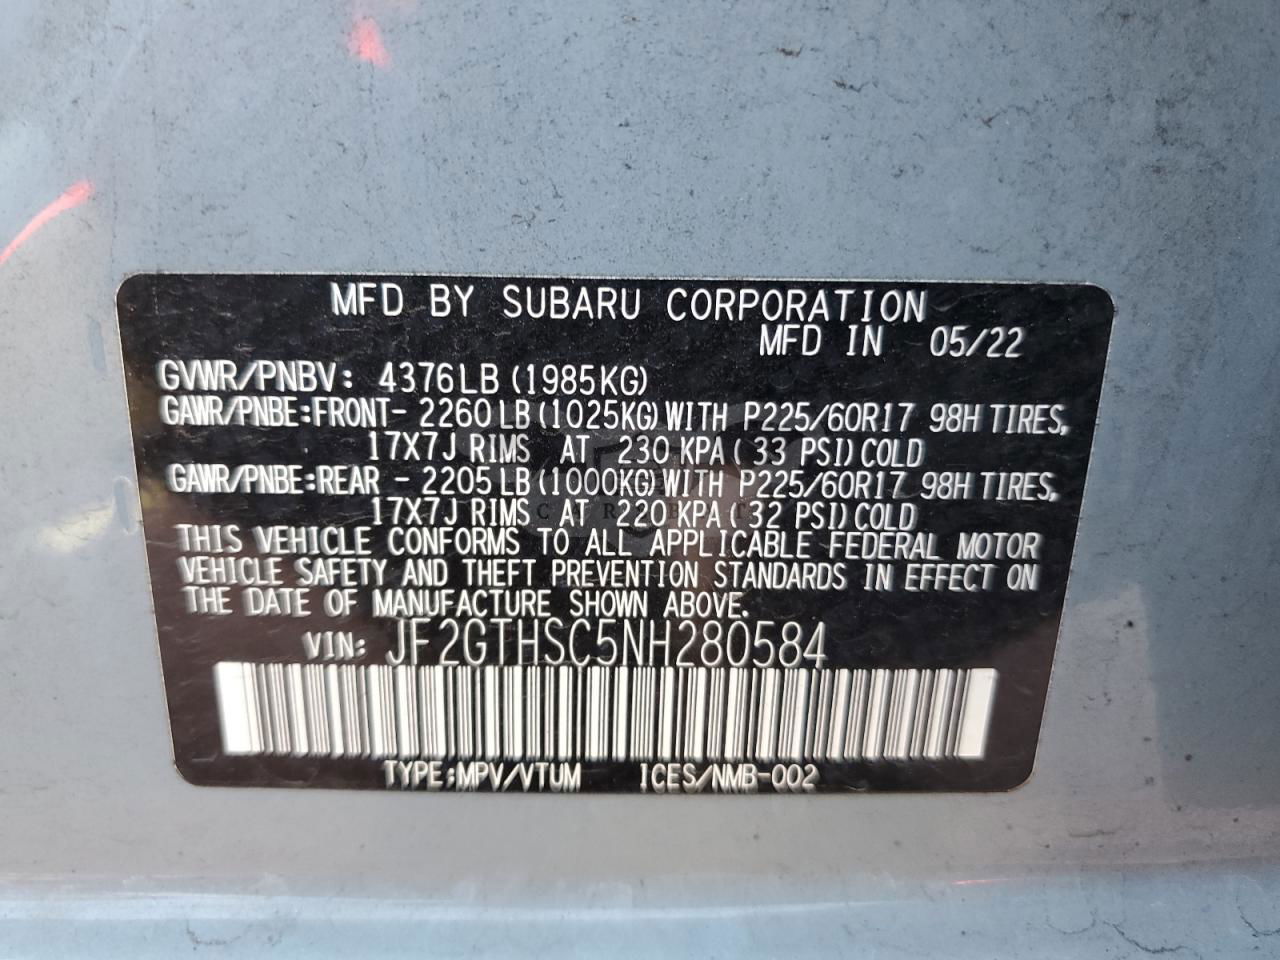 MFD BY SUBARU CORPORATION
MFD IN 05/22
GVWR/PNBV: 4376LB (1985KG)
GAWR/PNBE:FRONT- 2260 LB (1025KG) WITH P225/60R17 98H TIRES,
17X7J RIMS AT 230 KPA ( 33 PSI) COLD
GAWR/PNBE:REAR - 2205 LB (1000KG) WITH P225/60R17 98H TIRES,
17X7J RIMS AT 220 KPA ( 32 PSI) COLD
THIS VEHICLE CONFORMS TO ALL APPLICABLE FEDERAL MOTOR
VEHICLE SAFETY AND THEFT PREVENTION STANDARDS IN EFFECT ON
THE DATE OF MANUFACTURE SHOWN ABOVE.
VIN: JF2GTHSC5NH280584
TYPE:MPV/VTUM ICES/NMB-002